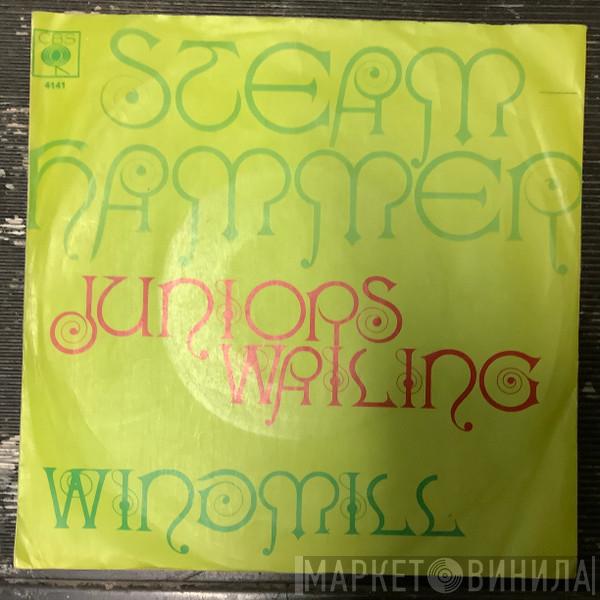 CBS
4141
STEAM-
HAMMER
JUNIORS
WAILING
WINDMILL
МАРКЕТ ВИНИЛА